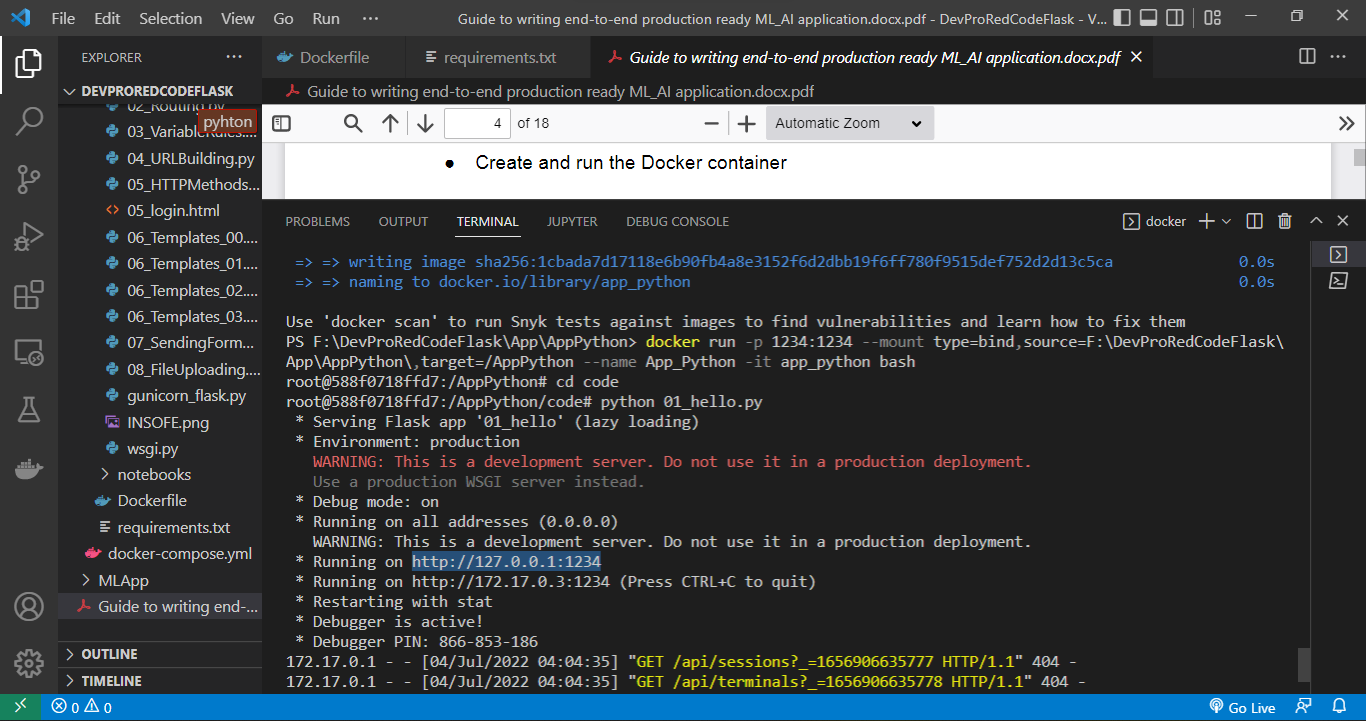 File Edit Selection View Go Run ··· Guide to writing end-to-end production ready ML_AI application.docx.pdf - DevProRedCodeFlask - V...
EXPLORER ···
DEVPROREDCODEFLASK
02_Routing.py
pyhton
03_VariableRules....
04_URLBuilding.py
05_HTTPMethods...
05_login.html
06_Templates_00....
06_Templates_01....
06_Templates_02....
06_Templates_03....
07_SendingForm...
08_FileUploading....
gunicorn_flask.py
INSOFE.png
wsgi.py
notebooks
Dockerfile
requirements.txt
docker-compose.yml
MLApp
Guide to writing end-...
OUTLINE
TIMELINE
Dockerfile requirements.txt Guide to writing end-to-end production ready ML_AI application.docx.pdf
Guide to writing end-to-end production ready ML_AI application.docx.pdf
4 of 18 Automatic Zoom
● Create and run the Docker container
PROBLEMS OUTPUT TERMINAL JUPYTER DEBUG CONSOLE docker
=> => writing image sha256:1cbada7d17118e6b90fb4a8e3152f6d2dbb19f6ff780f9515def752d2d13c5ca 0.0s
=> => naming to docker.io/library/app_python 0.0s
Use 'docker scan' to run Snyk tests against images to find vulnerabilities and learn how to fix them
PS F:\DevProRedCodeFlask\App\AppPython> docker run -p 1234:1234 --mount type=bind,source=F:\DevProRedCodeFlask\
App\AppPython\,target=/AppPython --name App_Python -it app_python bash
root@588f0718ffd7:/AppPython# cd code
root@588f0718ffd7:/AppPython/code# python 01_hello.py
* Serving Flask app '01_hello' (lazy loading)
* Environment: production
WARNING: This is a development server. Do not use it in a production deployment.
Use a production WSGI server instead.
* Debug mode: on
* Running on all addresses (0.0.0.0)
WARNING: This is a development server. Do not use it in a production deployment.
* Running on http://127.0.0.1:1234
* Running on http://172.17.0.3:1234 (Press CTRL+C to quit)
* Restarting with stat
* Debugger is active!
* Debugger PIN: 866-853-186
172.17.0.1 - - [04/Jul/2022 04:04:35] "GET /api/sessions?_=1656906635777 HTTP/1.1" 404 -
172.17.0.1 - - [04/Jul/2022 04:04:35] "GET /api/terminals?_=1656906635778 HTTP/1.1" 404 -
0 0 Go Live